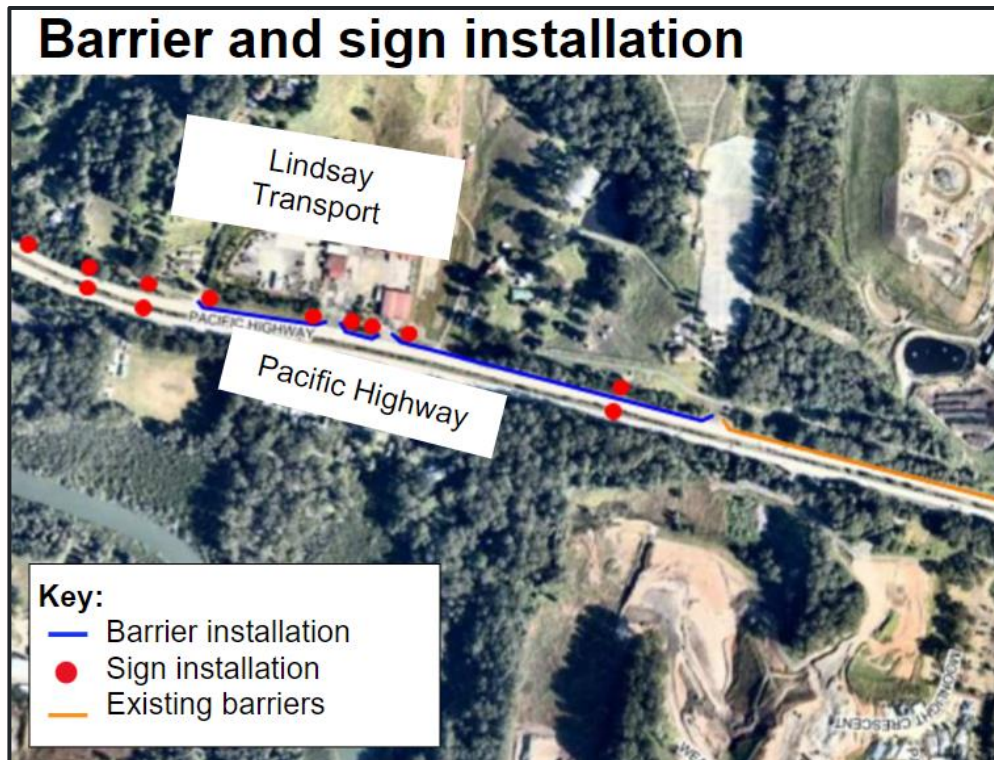 Barrier and sign installation
Lindsay
Transport
PACIFIC HIGHWAY
Pacific Highway
Key:
Barrier installation
Sign installation
Existing barriers
MOONLIGHT CRESCENT